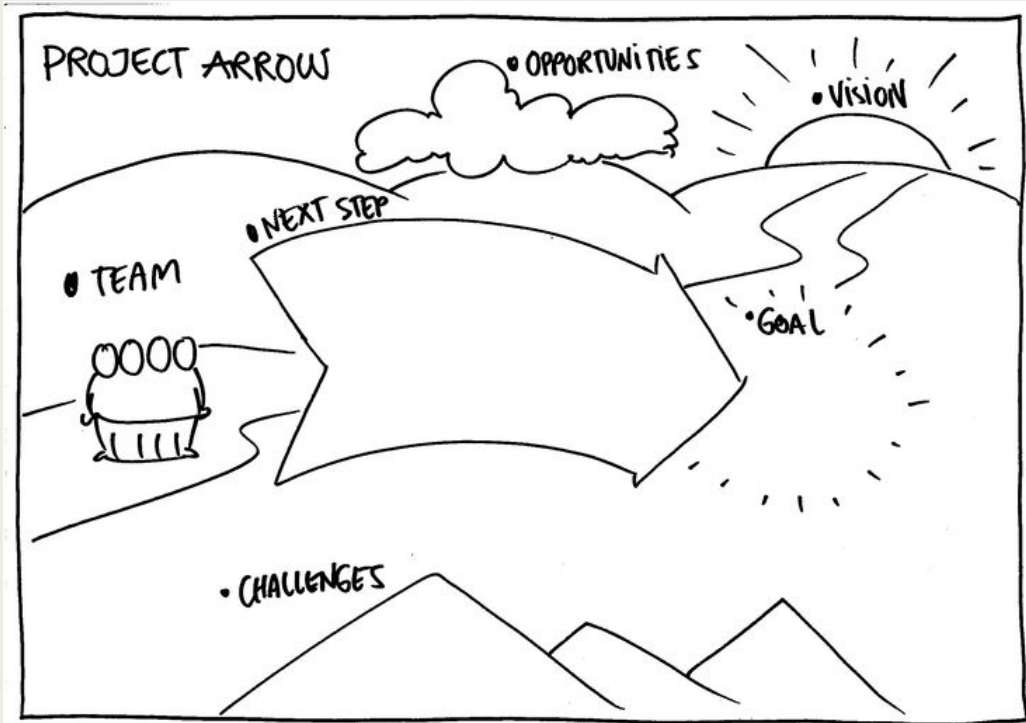 PROJECT ARROW
• OPPORTUNITIES
• VISION
• NEXT STEP
• TEAM
• GOAL
• CHALLENGES